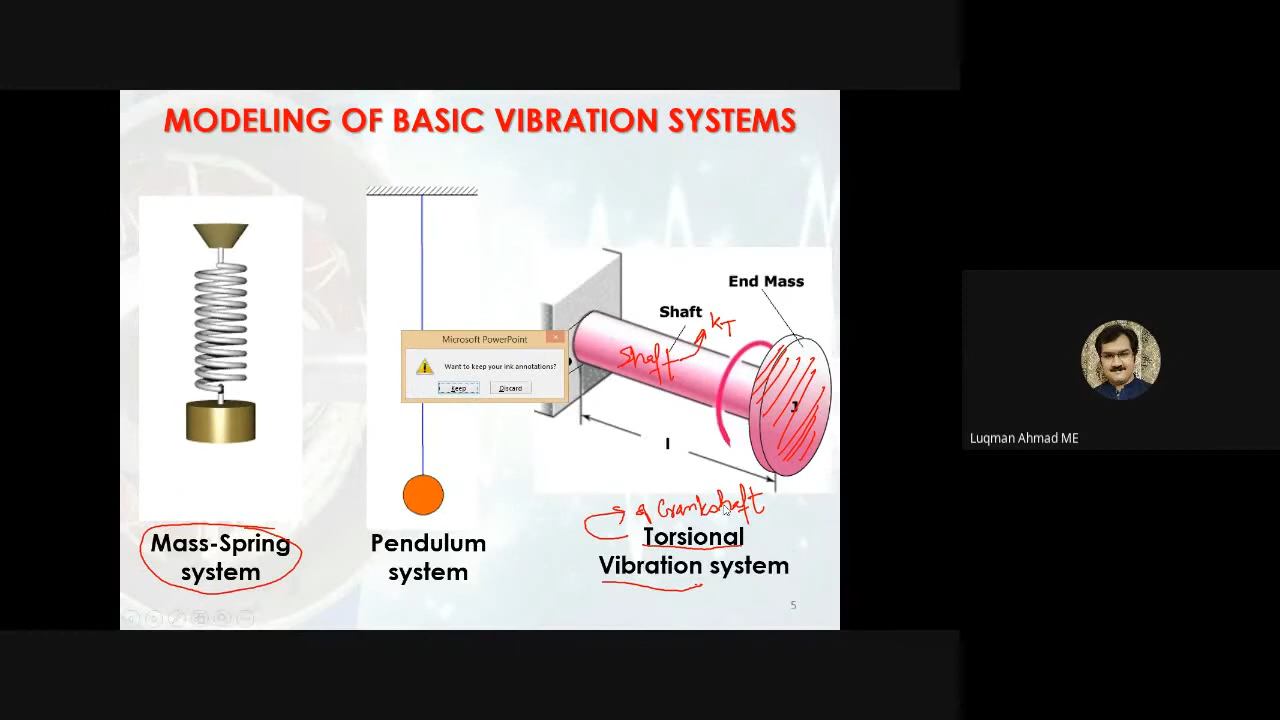 MODELING OF BASIC VIBRATION SYSTEMS
End Mass
Shaft
KT
Shaft
Microsoft PowerPoint
Want to keep your ink annotations?
Keep
Discard
J
l
Crankshaft
Mass-Spring
system
Pendulum
system
Torsional
Vibration system
5
Luqman Ahmad ME